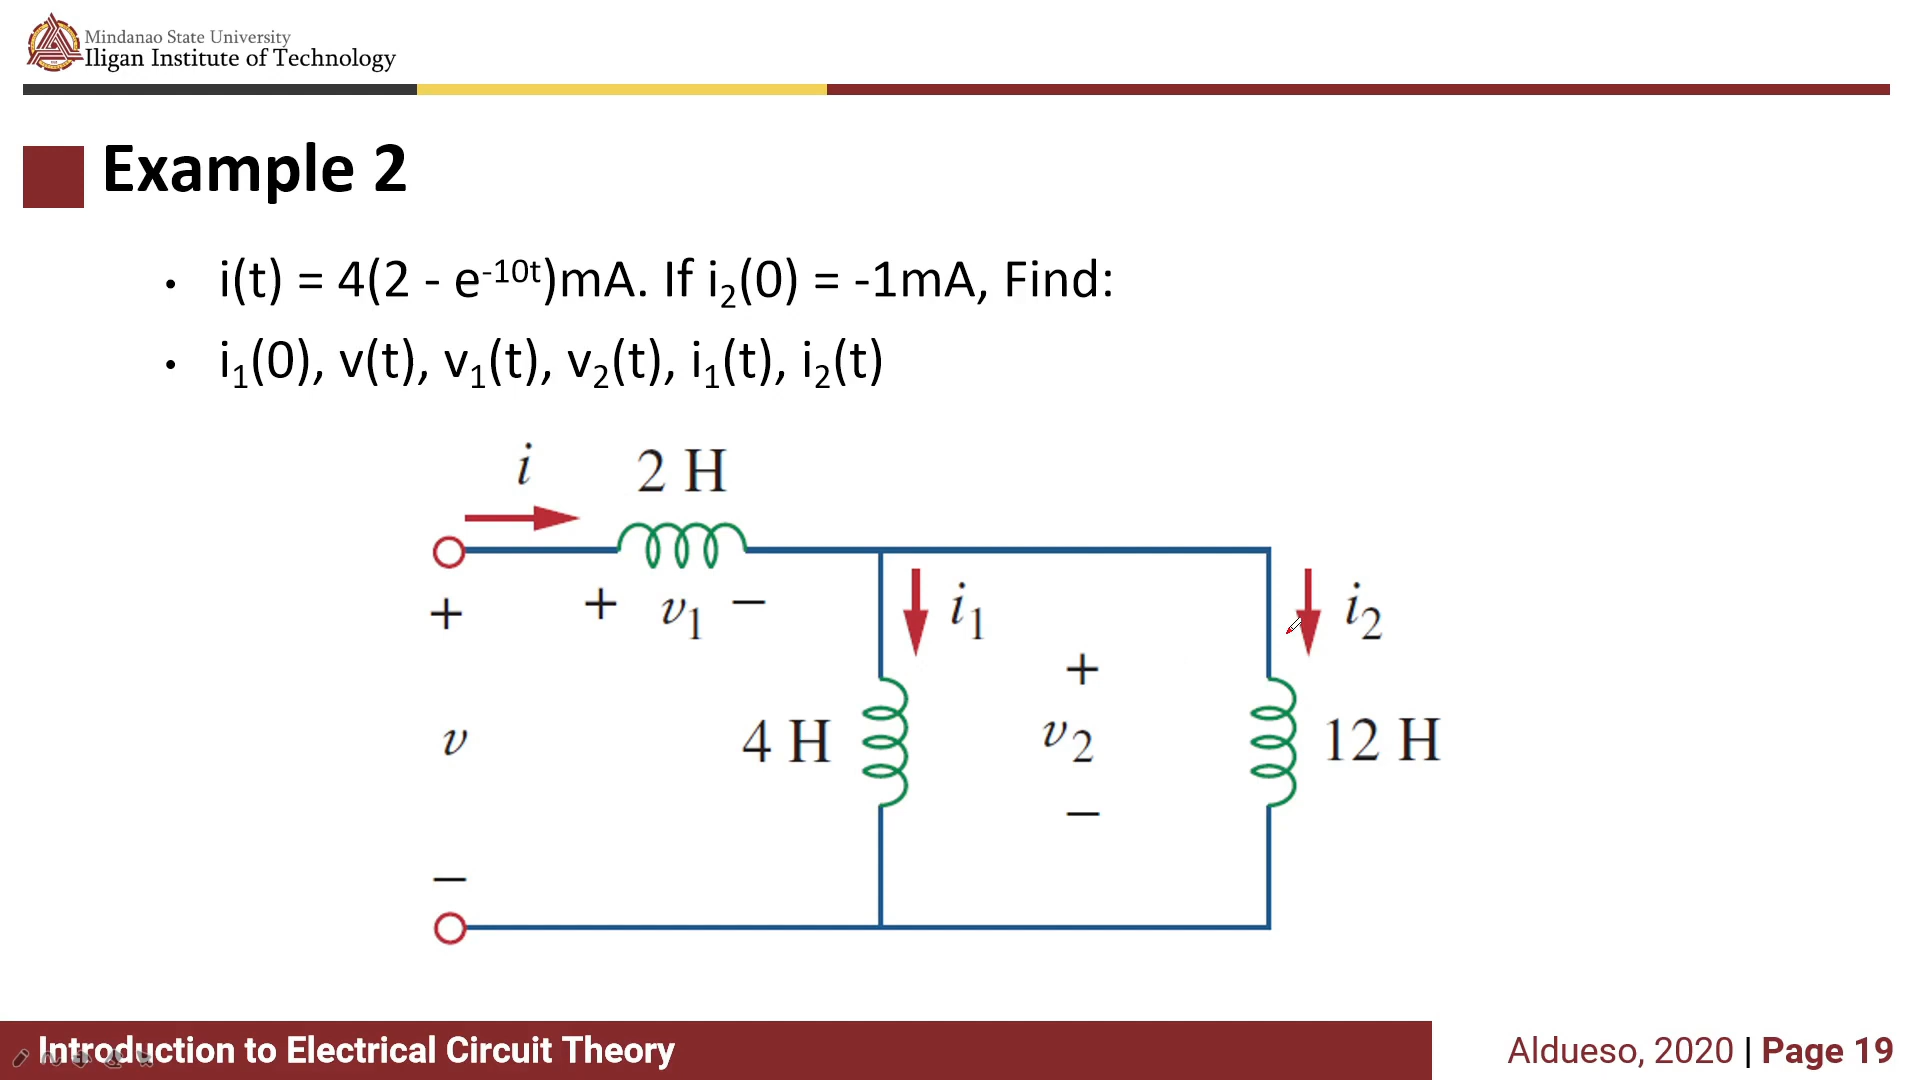 Mindanao State University
Iligan Institute of Technology
Example 2
• i(t) = 4(2 - e⁻¹⁰ᵗ)mA. If i₂(0) = -1mA, Find:
• i₁(0), v(t), v₁(t), v₂(t), i₁(t), i₂(t)
i 2 H
+ + v₁ − i₁ i₂
+
v 4 H v₂ 12 H
−
−
Introduction to Electrical Circuit Theory
Aldueso, 2020 | Page 19